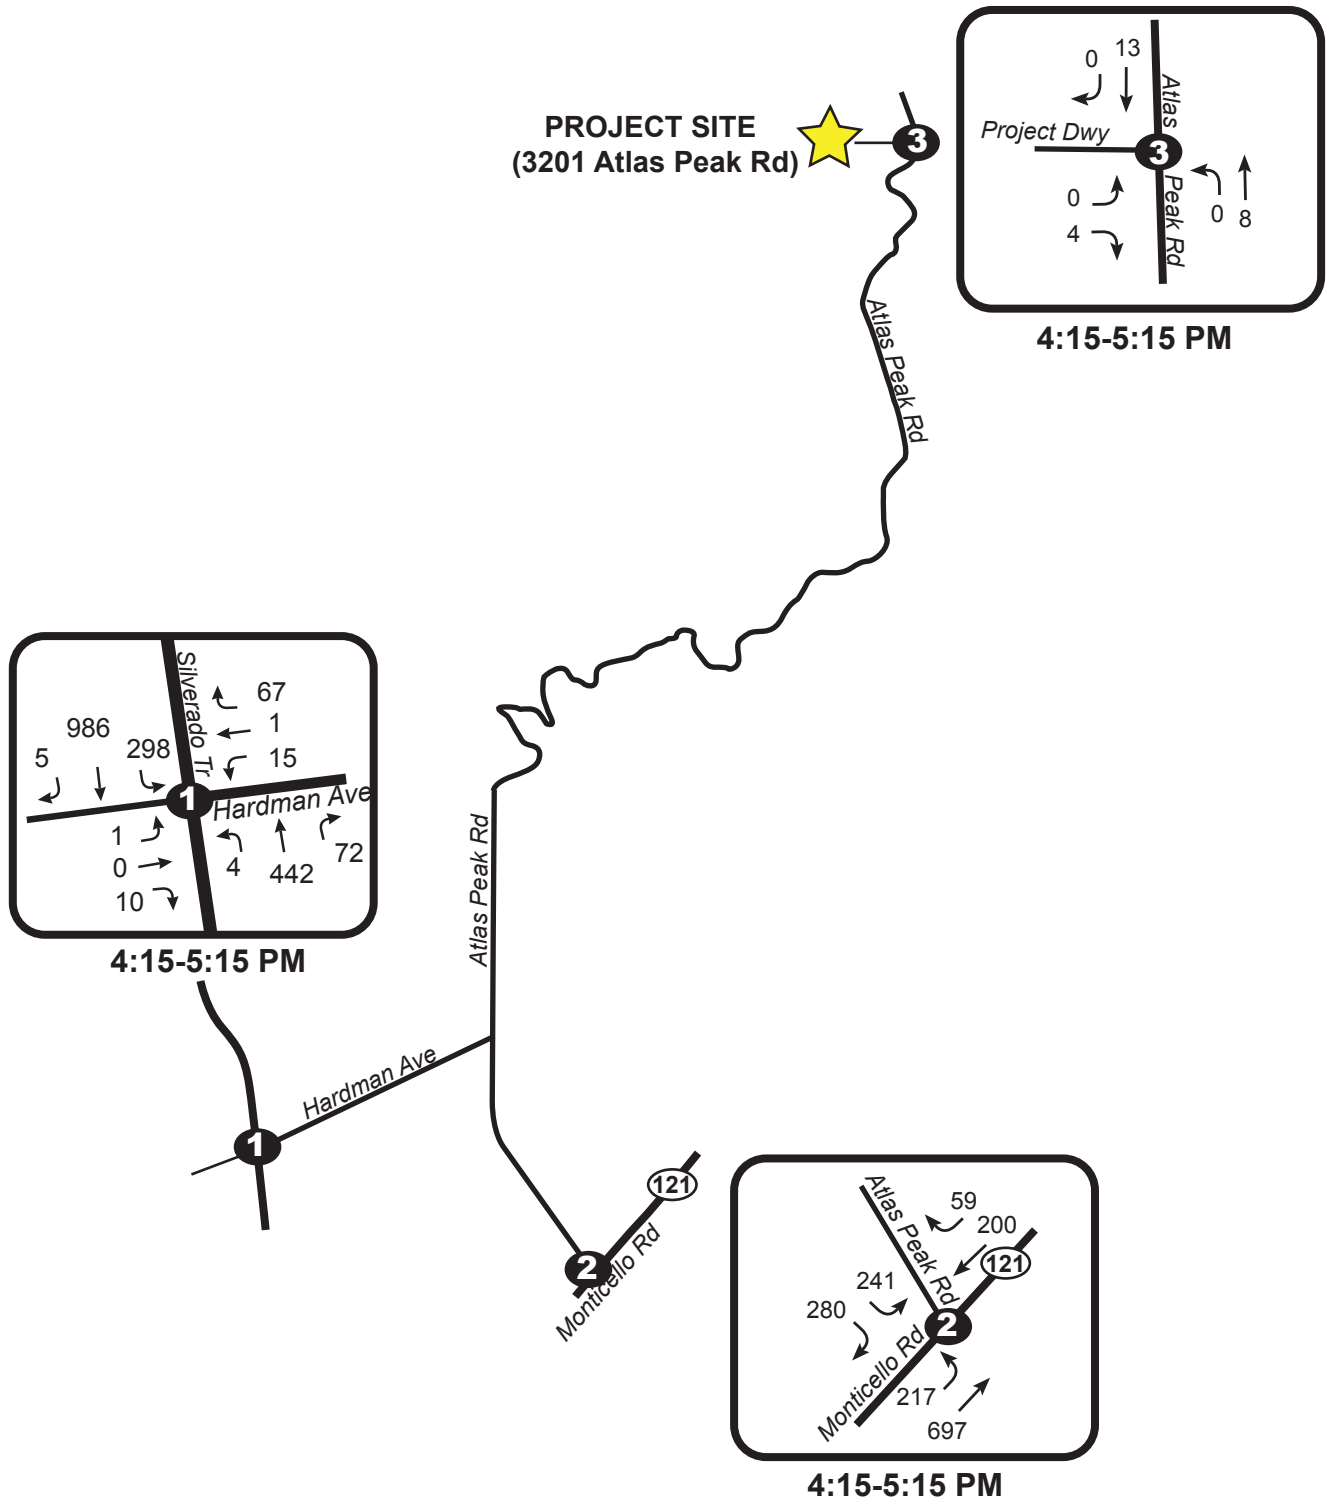 0 13
Atlas
Project Dwy
3
Peak Rd
0
4
0 8
4:15-5:15 PM
PROJECT SITE
(3201 Atlas Peak Rd)
3
Atlas Peak Rd
Silverado Tr
67
1
15
986
298
5
1
Hardman Ave
1
0
10
4
442
72
4:15-5:15 PM
Atlas Peak Rd
Hardman Ave
1
121
2
Monticello Rd
Atlas Peak Rd
59
200
121
241
280
2
Monticello Rd
217
697
4:15-5:15 PM